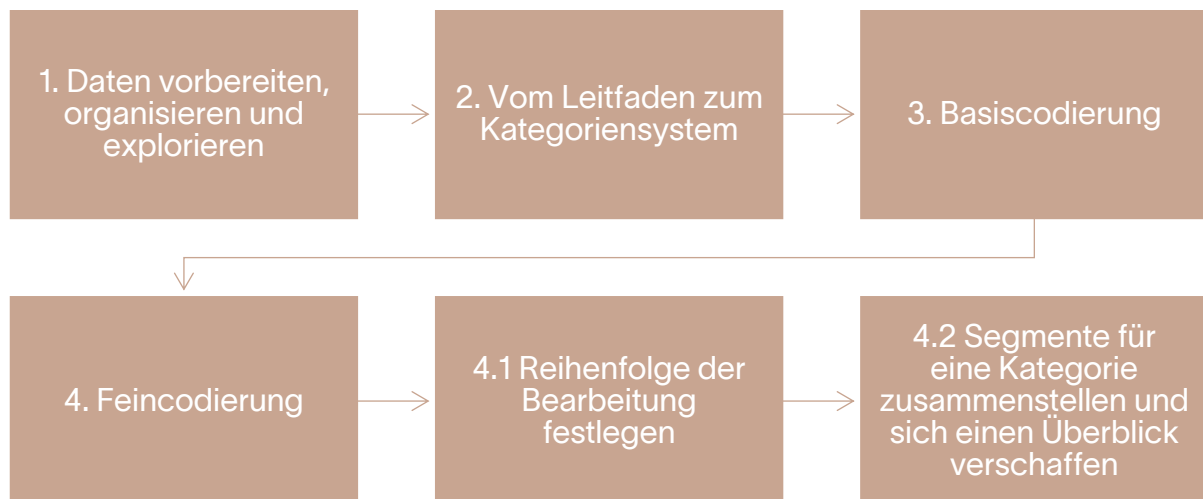 1. Daten vorbereiten,
organisieren und
explorieren
2. Vom Leitfaden zum
Kategoriensystem
3. Basiscodierung
4. Feincodierung
4.1 Reihenfolge der
Bearbeitung
festlegen
4.2 Segmente für
eine Kategorie
zusammenstellen und
sich einen Überblick
verschaffen